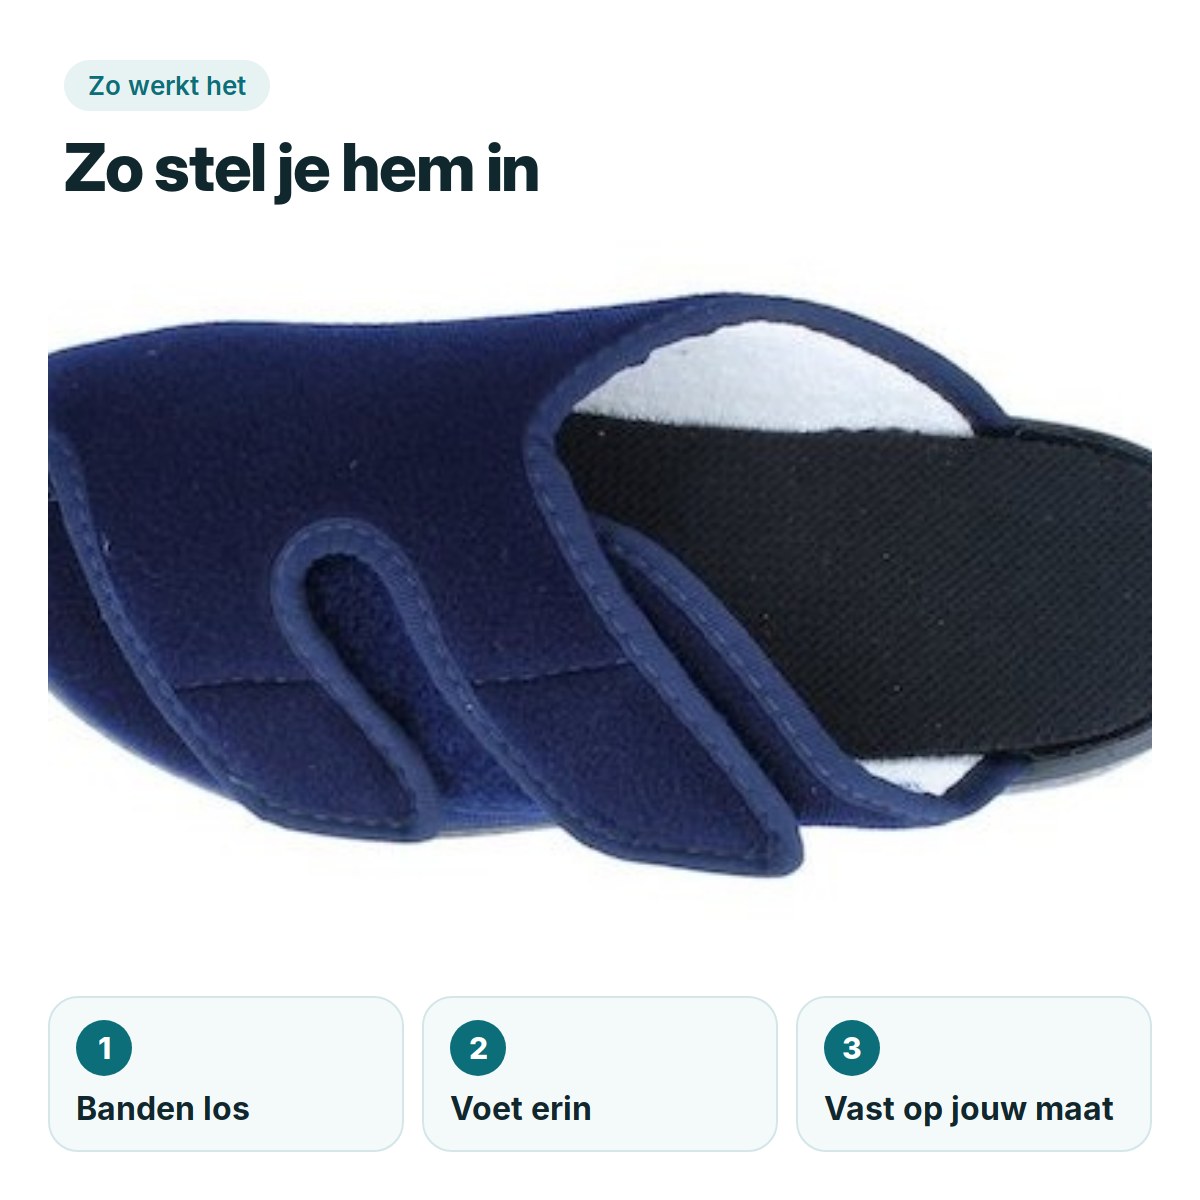 Zo werkt het
Zo stel je hem in
1
Banden los
2
Voet erin
3
Vast op jouw maat